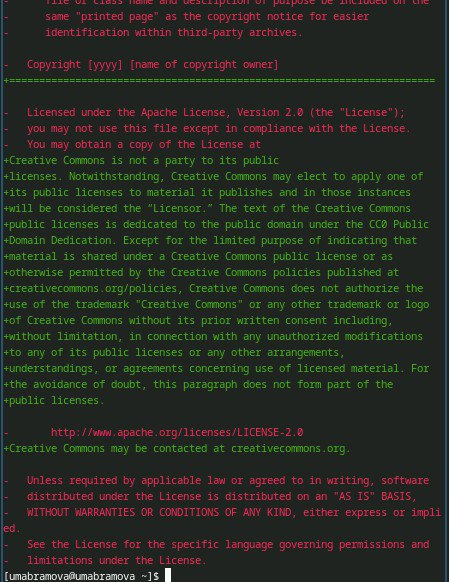 -      file or class name and description of purpose be included on the
-      same "printed page" as the copyright notice for easier
-      identification within third-party archives.
-   Copyright [yyyy] [name of copyright owner]
+=======================================================================
-   Licensed under the Apache License, Version 2.0 (the "License");
-   you may not use this file except in compliance with the License.
-   You may obtain a copy of the License at
+Creative Commons is not a party to its public
+licenses. Notwithstanding, Creative Commons may elect to apply one of
+its public licenses to material it publishes and in those instances
+will be considered the “Licensor.” The text of the Creative Commons
+public licenses is dedicated to the public domain under the CC0 Public
+Domain Dedication. Except for the limited purpose of indicating that
+material is shared under a Creative Commons public license or as
+otherwise permitted by the Creative Commons policies published at
+creativecommons.org/policies, Creative Commons does not authorize the
+use of the trademark "Creative Commons" or any other trademark or logo
+of Creative Commons without its prior written consent including,
+without limitation, in connection with any unauthorized modifications
+to any of its public licenses or any other arrangements,
+understandings, or agreements concerning use of licensed material. For
+the avoidance of doubt, this paragraph does not form part of the
+public licenses.
-       http://www.apache.org/licenses/LICENSE-2.0
+Creative Commons may be contacted at creativecommons.org.
-   Unless required by applicable law or agreed to in writing, software
-   distributed under the License is distributed on an "AS IS" BASIS,
-   WITHOUT WARRANTIES OR CONDITIONS OF ANY KIND, either express or impli
ed.
-   See the License for the specific language governing permissions and
-   limitations under the License.
[umabramova@umabramova ~]$